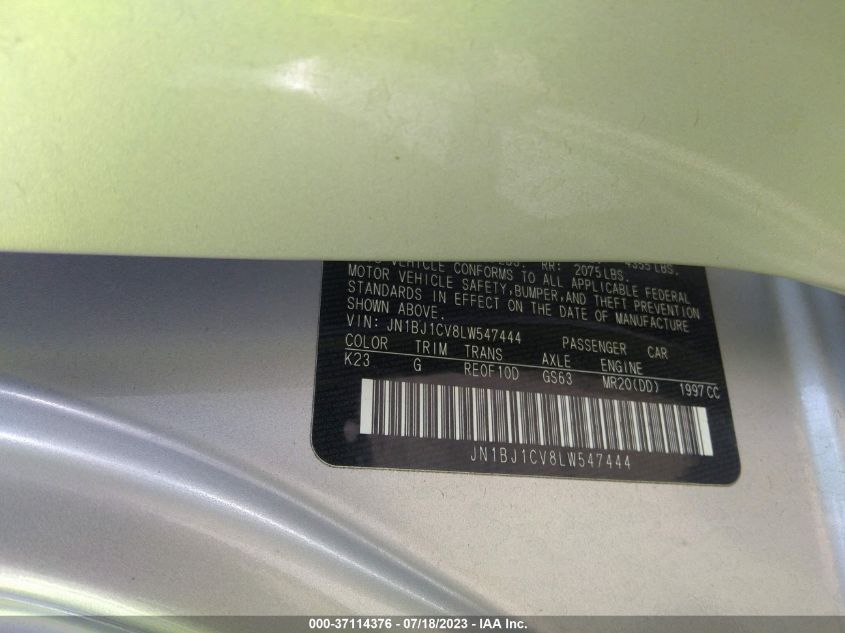 RR: 2075 LBS.
VEHICLE CONFORMS TO ALL APPLICABLE FEDERAL
MOTOR VEHICLE SAFETY, BUMPER, AND THEFT PREVENTION
STANDARDS IN EFFECT ON THE DATE OF MANUFACTURE
SHOWN ABOVE.
VIN: JN1BJ1CV8LW547444 PASSENGER CAR
COLOR TRIM TRANS AXLE ENGINE
K23 G RE0F10D GS63 MR20(DD) 1997CC
JN1BJ1CV8LW547444
000-37114376 - 07/18/2023 - IAA Inc.